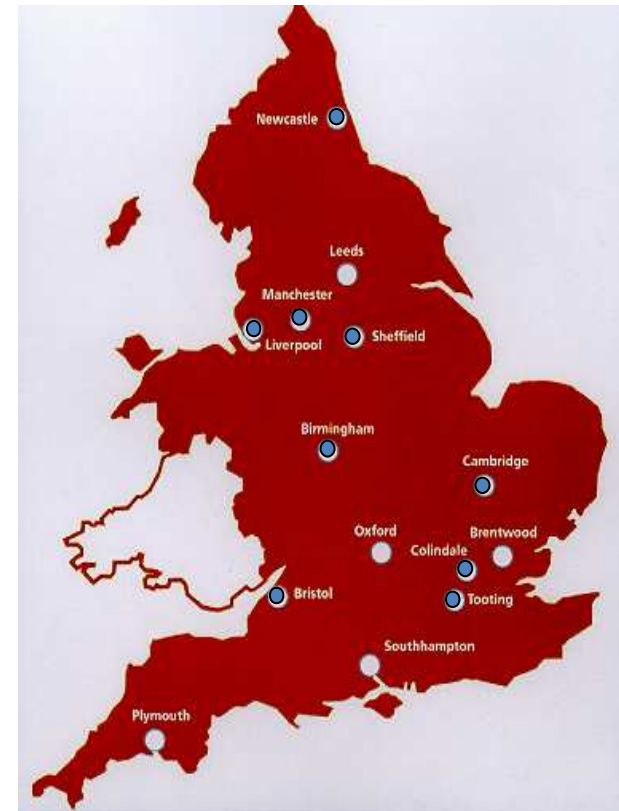 Newcastle
Leeds
Manchester
Liverpool
Sheffield
Birmingham
Cambridge
Oxford
Brentwood
Colindale
Bristol
Tooting
Southhampton
Plymouth